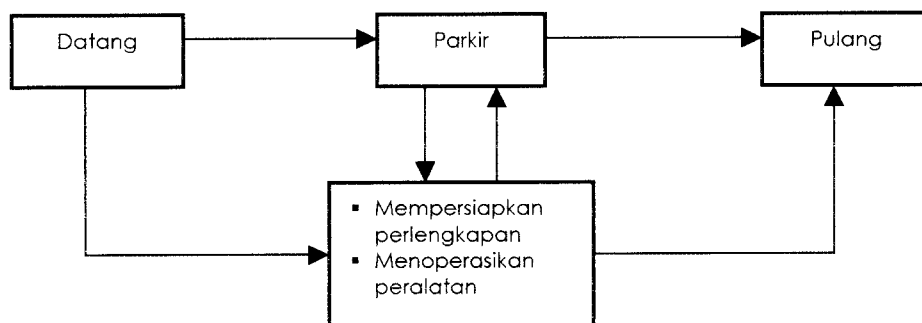 Datang
Parkir
Pulang
▪ Mempersiapkan
perlengkapan
▪ Menoperasikan
peralatan